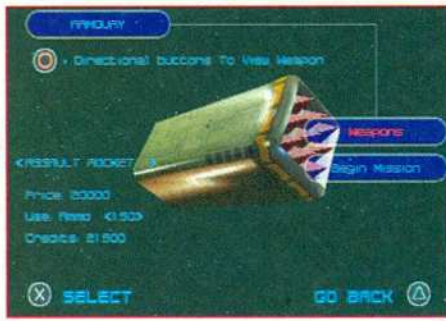 ARMOURY
+ Directional buttons To View Weapon
Weapons
<ASSAULT ROCKET >
Begin Mission
Price: 20000
Use: Ammo <150>
Credits: 21500
X SELECT
GO BACK